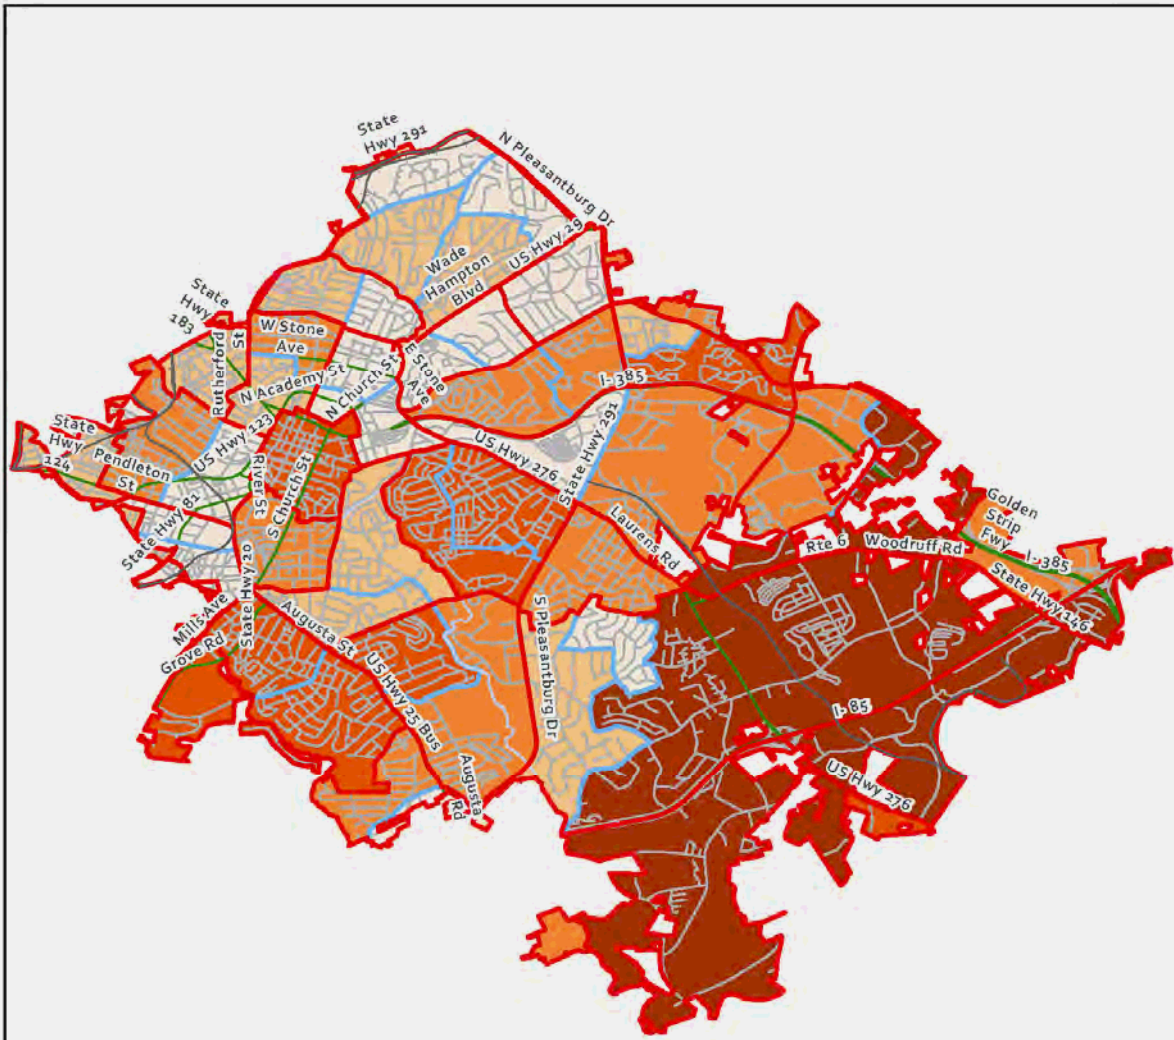 State
Hwy 291
N Pleasantburg Dr
US Hwy 29
Wade
Hampton
Blvd
State
Hwy
183
Rutherford
St
W Stone
Ave
N Academy St
N Church St
E Stone
Ave
I-385
State
Hwy
124
Pendleton
St
US Hwy 123
River St
S Church St
US Hwy 276
State Hwy 291
State Hwy 81
Laurens Rd
Golden
Strip
Fwy
I-385
Rte 6
Woodruff Rd
State Hwy 146
State Hwy 20
Mills Ave
Grove Rd
Augusta St
US Hwy 25 Bus
S Pleasantburg Dr
I-85
Augusta
Rd
US Hwy 276